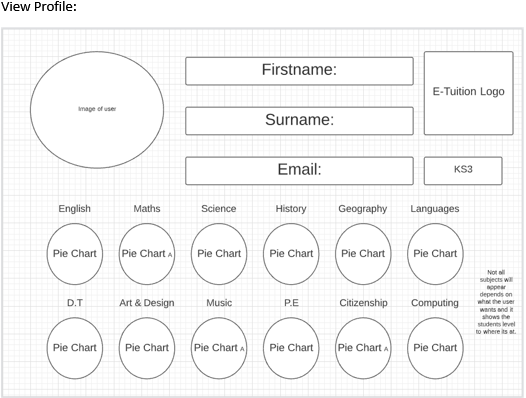 View Profile:
Firstname:
E-Tuition Logo
Image of user
Surname:
Email:
KS3
English Maths Science History Geography Languages
Pie Chart Pie Chart A Pie Chart Pie Chart Pie Chart Pie Chart
Not all
subjects will
appear
depends on
what the user
wants and it
shows the
students level
to where its at.
D.T Art & Design Music P.E Citizenship Computing
Pie Chart Pie Chart Pie Chart A Pie Chart Pie Chart A Pie Chart